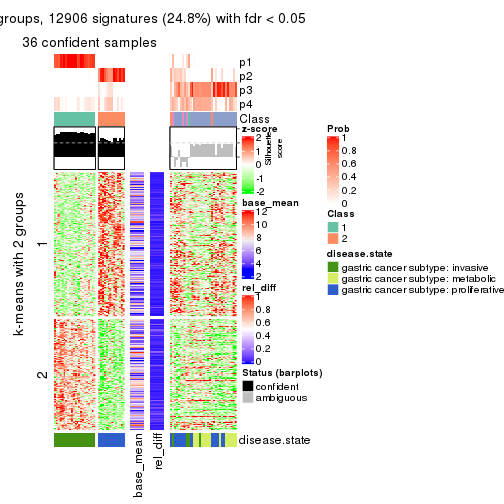 groups, 12906 signatures (24.8%) with fdr < 0.05
36 confident samples
p1
p2
p3
p4
Class
z-score
2
1
0
-1
-2
Silhouette
score
base_mean
12
10
8
6
4
2
rel_diff
1
0.8
0.6
0.4
0.2
0
Status (barplots)
confident
ambiguous
Prob
1
0.8
0.6
0.4
0.2
0
Class
1
2
disease.state
gastric cancer subtype: invasive
gastric cancer subtype: metabolic
gastric cancer subtype: proliferative
k-means with 2 groups
1
2
disease.state
base_mean
rel_diff